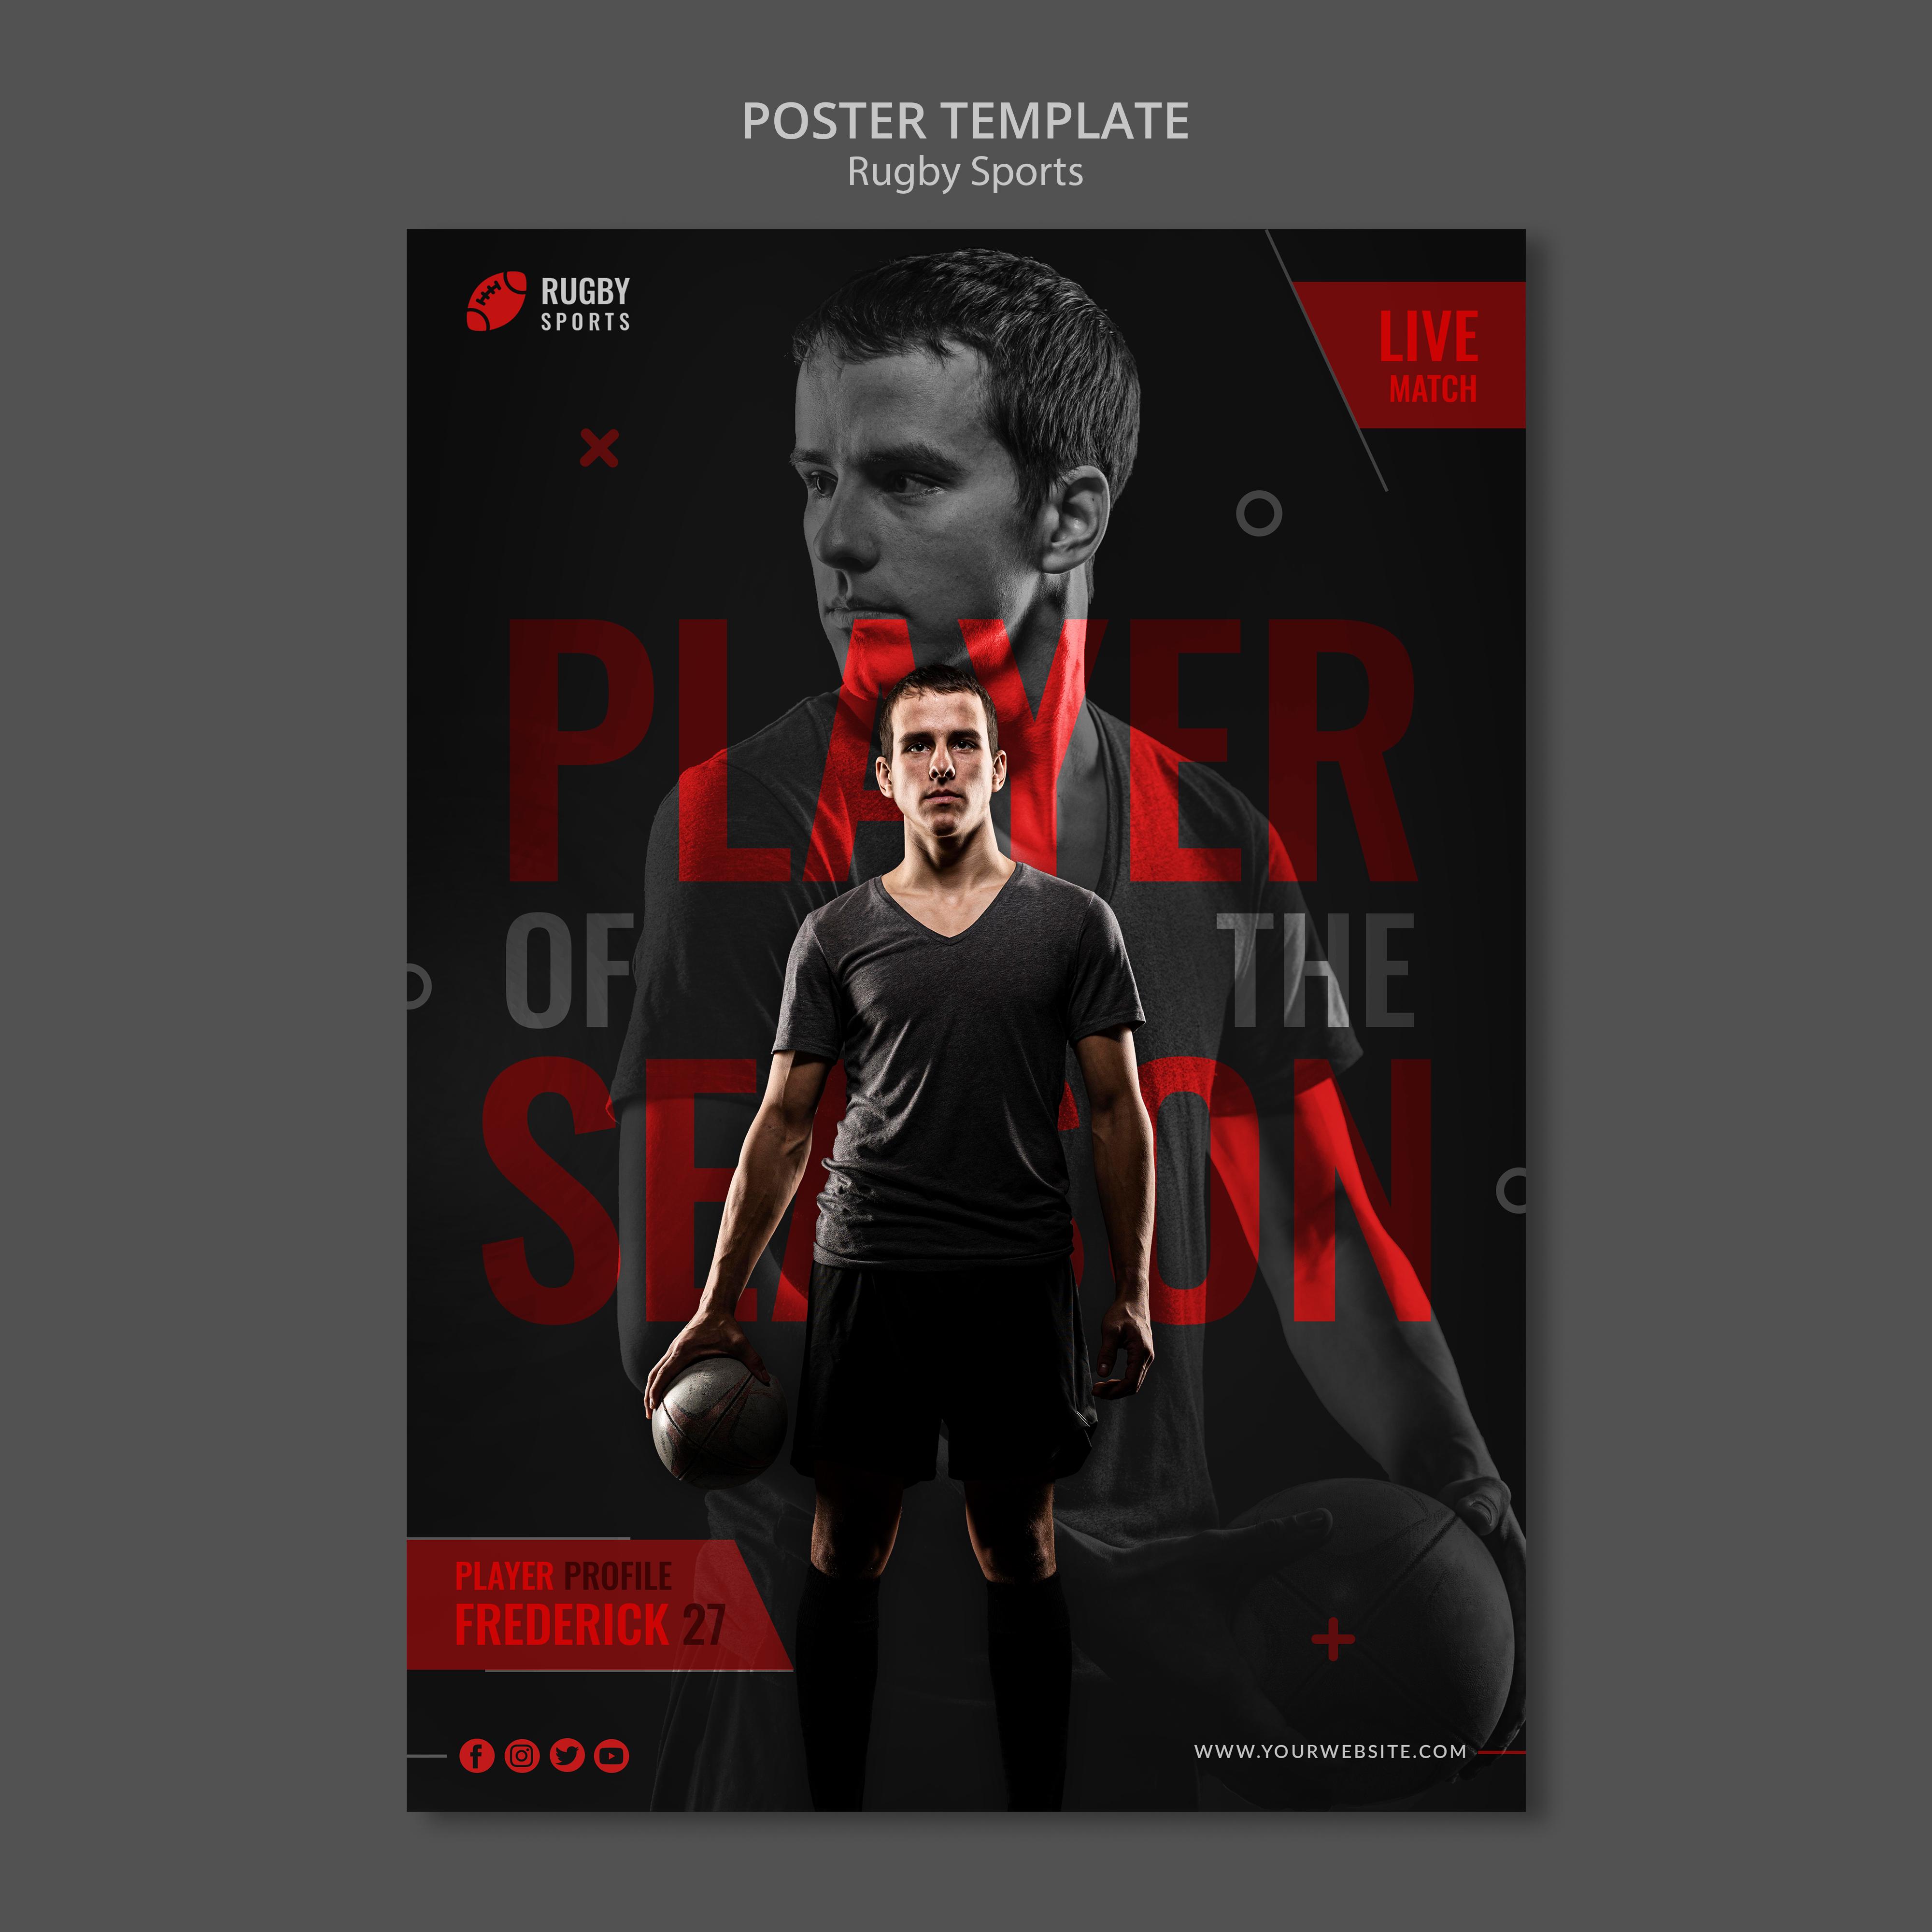 POSTER TEMPLATE
Rugby Sports
RUGBY
SPORTS
LIVE
MATCH
PLAYER
OF THE
SEASON
PLAYER PROFILE
FREDERICK 27
WWW.YOURWEBSITE.COM